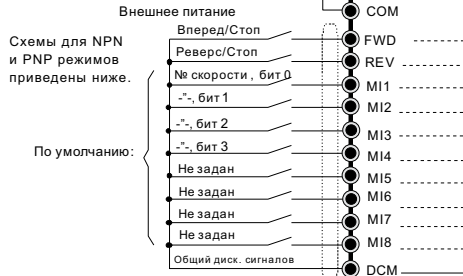 Внешнее питание
COM
Схемы для NPN
и PNP режимов
приведены ниже.
По умолчанию:
Вперед/Стоп
FWD
Реверс/Стоп
REV
№ скорости , бит 0
MI1
-"-, бит 1
MI2
-"-, бит 2
MI3
-"-, бит 3
MI4
Не задан
MI5
Не задан
MI6
Не задан
MI7
Не задан
MI8
Общий диск. сигналов
DCM